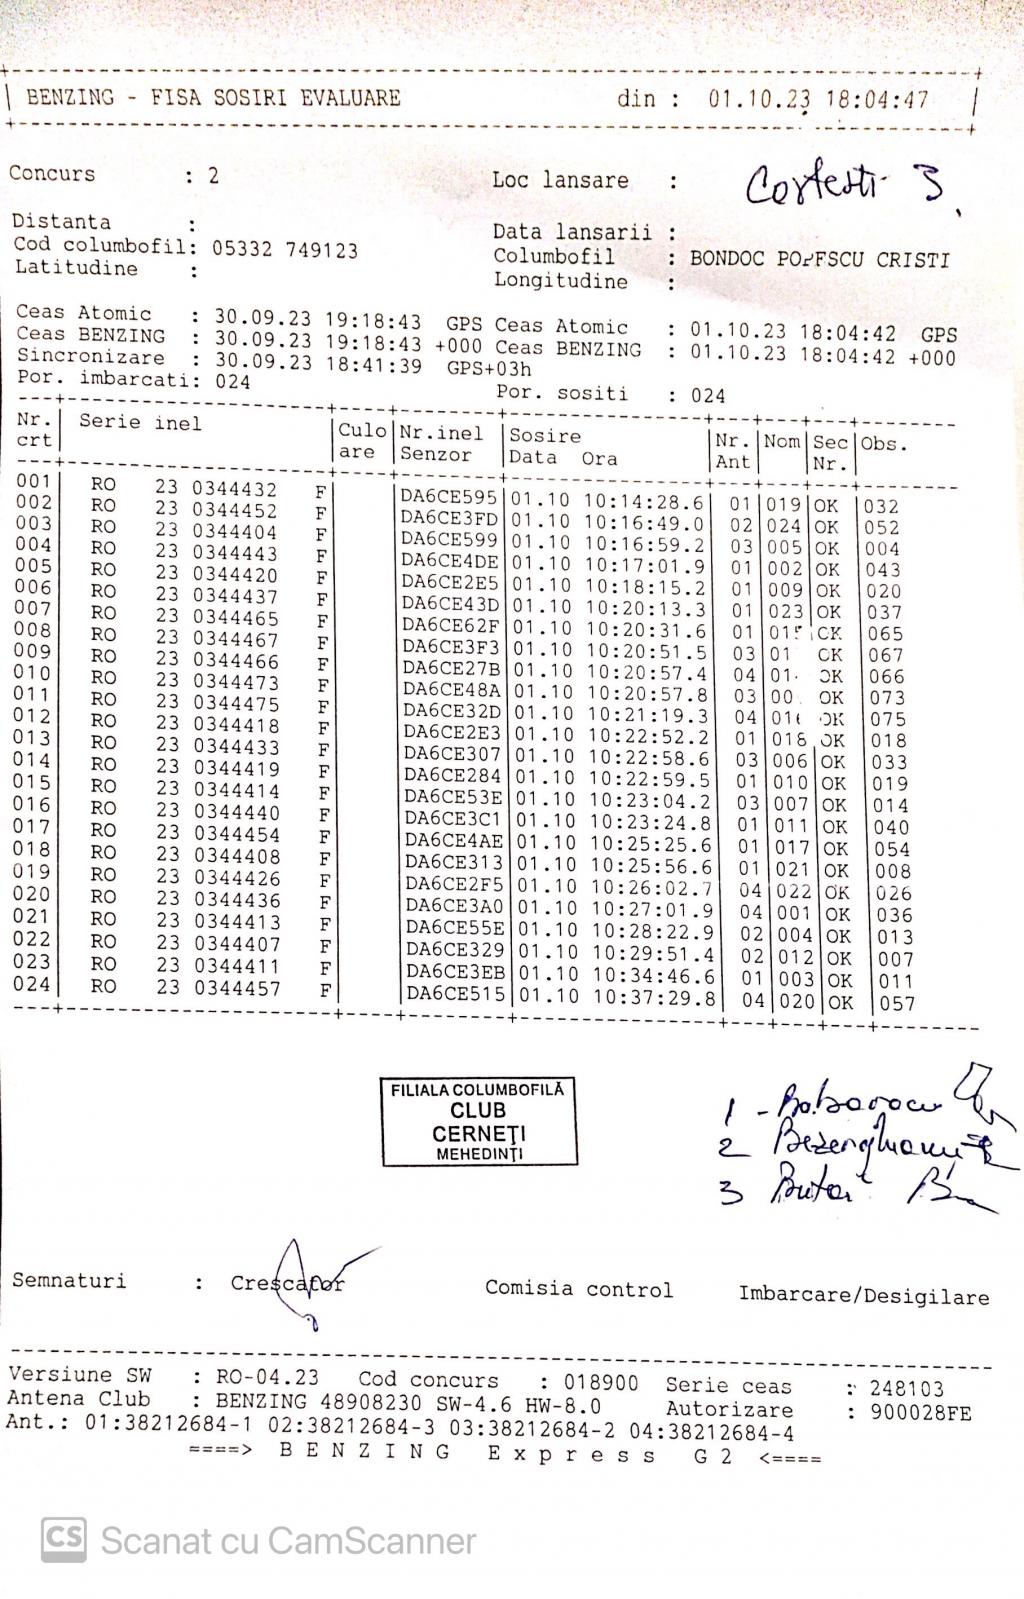 BENZING - FISA SOSIRI EVALUARE din : 01.10.23 18:04:47
Concurs : 2 Loc lansare : 3
Distanta : Data lansarii :
Cod columbofil: 05332 749123 Columbofil : BONDOC CRISTI
Latitudine : Longitudine :
Ceas Atomic : 30.09.23 19:18:43 GPS Ceas Atomic : 01.10.23 18:04:42 GPS
Ceas BENZING : 30.09.23 19:18:43 +000 Ceas BENZING : 01.10.23 18:04:42 +000
Sincronizare : 30.09.23 18:41:39 GPS+03h
Por. imbarcati: 024 Por. sositi : 024
Nr. crt Serie inel Culoare Nr.inel Senzor Sosire Data Ora Nr. Ant Nom Sec Nr. Obs.
001 RO 23 0344432 F DA6CE595 01.10 10:14:28.6 01 019 OK 032
002 RO 23 0344452 F DA6CE3FD 01.10 10:16:49.0 02 024 OK 052
003 RO 23 0344404 F DA6CE599 01.10 10:16:59.2 03 005 OK 004
004 RO 23 0344443 F DA6CE4DE 01.10 10:17:01.9 01 002 OK 043
005 RO 23 0344420 F DA6CE2E5 01.10 10:18:15.2 01 009 OK 020
006 RO 23 0344437 F DA6CE43D 01.10 10:20:13.3 01 023 OK 037
007 RO 23 0344465 F DA6CE62F 01.10 10:20:31.6 01 OK 065
008 RO 23 0344467 F DA6CE3F3 01.10 10:20:51.5 03 OK 067
009 RO 23 0344466 F DA6CE27B 01.10 10:20:57.4 04 OK 066
010 RO 23 0344473 F DA6CE48A 01.10 10:20:57.8 03 OK 073
011 RO 23 0344475 F DA6CE32D 01.10 10:21:19.3 04 OK 075
012 RO 23 0344418 F DA6CE2E3 01.10 10:22:52.2 01 018 OK 018
013 RO 23 0344433 F DA6CE307 01.10 10:22:58.6 03 006 OK 033
014 RO 23 0344419 F DA6CE284 01.10 10:22:59.5 01 010 OK 019
015 RO 23 0344414 F DA6CE53E 01.10 10:23:04.2 03 007 OK 014
016 RO 23 0344440 F DA6CE3C1 01.10 10:23:24.8 01 011 OK 040
017 RO 23 0344454 F DA6CE4AE 01.10 10:25:25.6 01 017 OK 054
018 RO 23 0344408 F DA6CE313 01.10 10:25:56.6 01 021 OK 008
019 RO 23 0344426 F DA6CE2F5 01.10 10:26:02.7 04 022 OK 026
020 RO 23 0344436 F DA6CE3A0 01.10 10:27:01.9 04 001 OK 036
021 RO 23 0344413 F DA6CE55E 01.10 10:28:22.9 02 004 OK 013
022 RO 23 0344407 F DA6CE329 01.10 10:29:51.4 02 012 OK 007
023 RO 23 0344411 F DA6CE3EB 01.10 10:34:46.6 01 003 OK 011
024 RO 23 0344457 F DA6CE515 01.10 10:37:29.8 04 020 OK 057
FILIALA COLUMBOFILĂ
CLUB
CERNEȚI
MEHEDINȚI
1 -
2
3
Semnaturi : Crescator Comisia control Imbarcare/Desigilare
Versiune SW : RO-04.23 Cod concurs : 018900 Serie ceas : 248103
Antena Club : BENZING 48908230 SW-4.6 HW-8.0 Autorizare : 900028FE
Ant.: 01:38212684-1 02:38212684-3 03:38212684-2 04:38212684-4
====> B E N Z I N G E x p r e s s G 2 <====
CS Scanat cu CamScanner